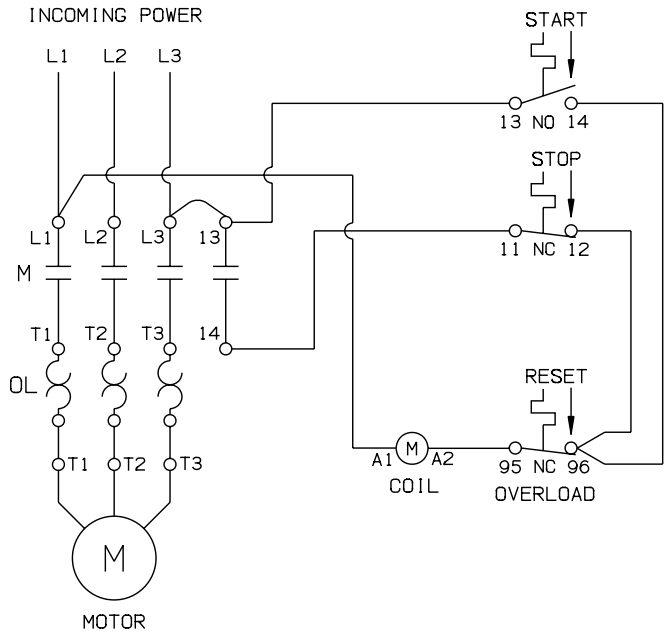 INCOMING POWER
START
L1 L2 L3
13 NO 14
STOP
L1 L2 L3 13
11 NC 12
M
T1 T2 T3 14
RESET
OL
M
A1 A2
95 NC 96
T1 T2 T3
COIL
OVERLOAD
M
MOTOR